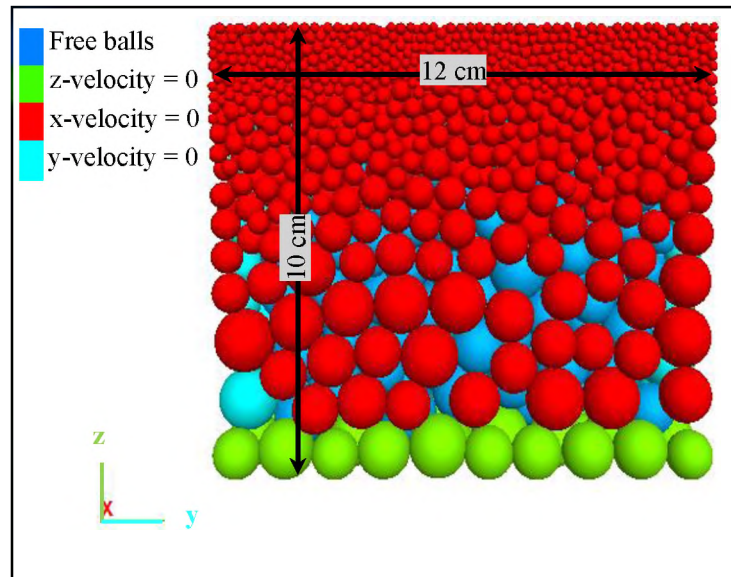 Free balls
z-velocity = 0
x-velocity = 0
y-velocity = 0
12 cm
10 cm
z
X
y